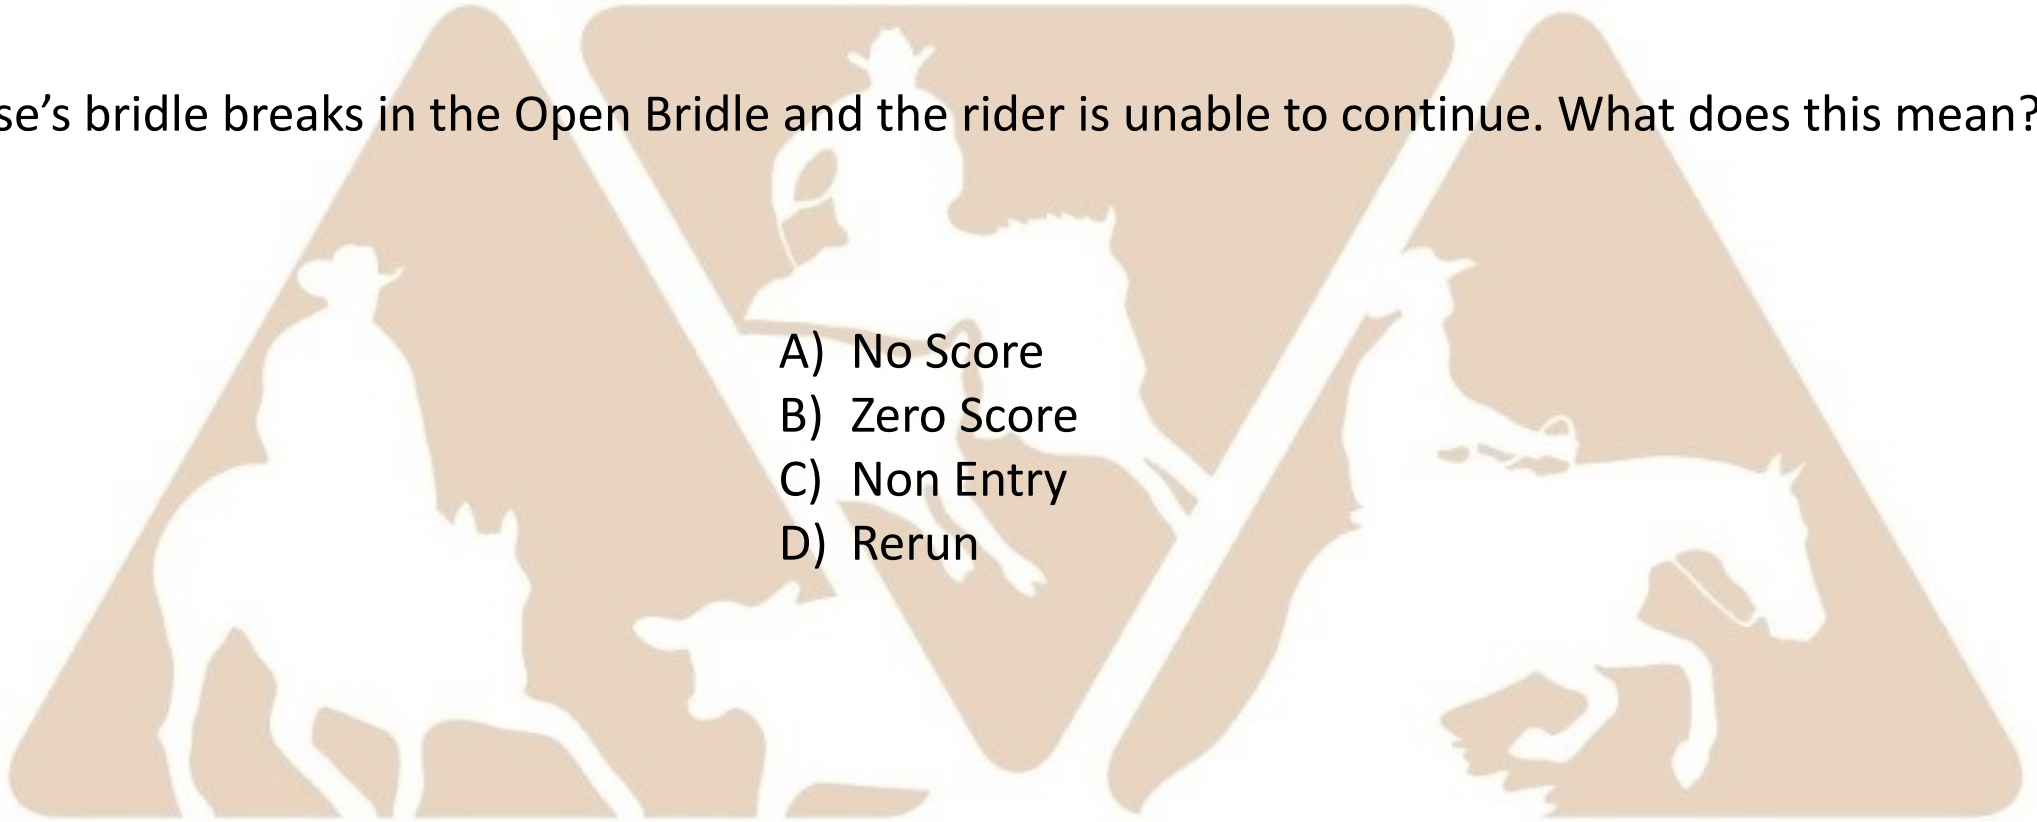 se’s bridle breaks in the Open Bridle and the rider is unable to continue. What does this mean?
A) No Score
B) Zero Score
C) Non Entry
D) Rerun